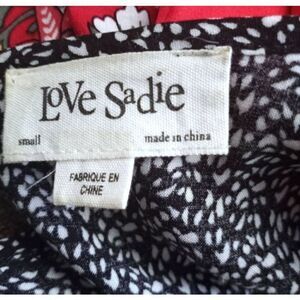 Love Sadie
small made in china
FABRIQUE EN
CHINE